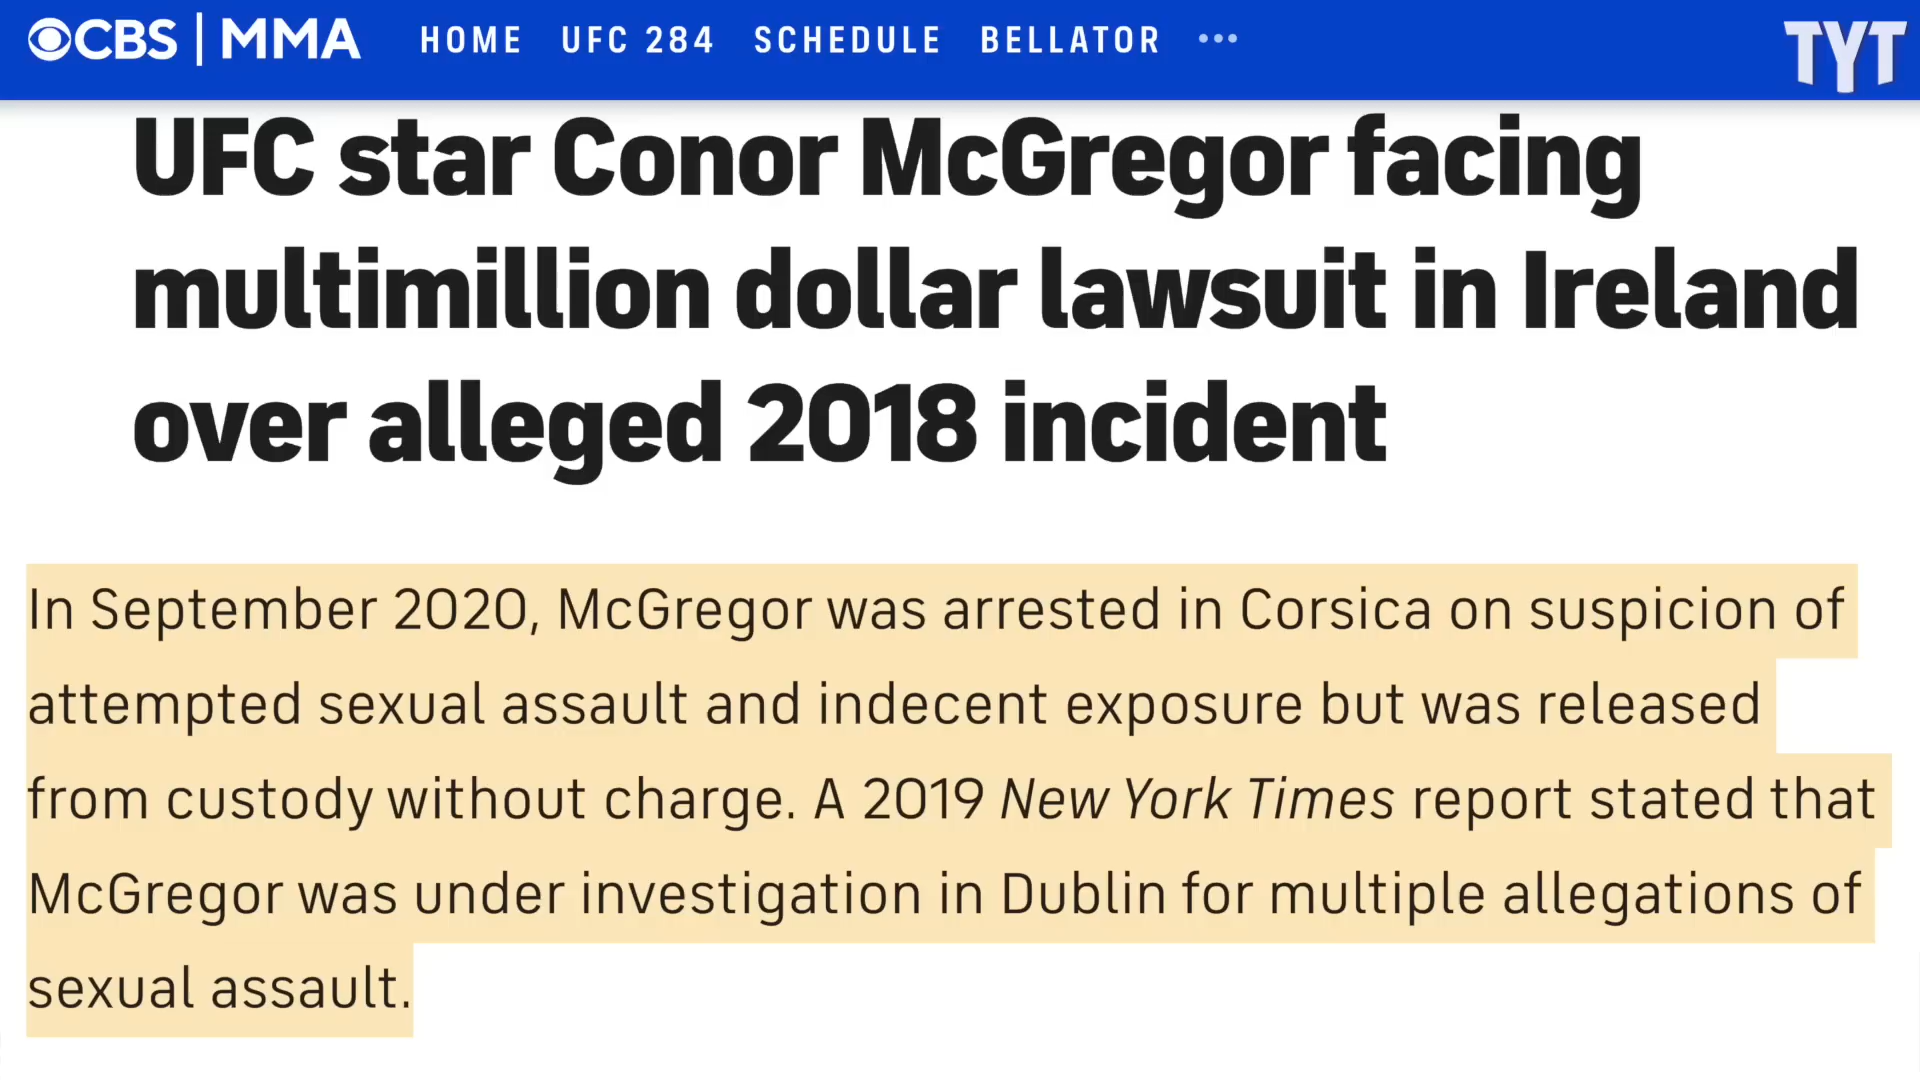 CBS | MMA HOME UFC 284 SCHEDULE BELLATOR ••• TYT
UFC star Conor McGregor facing
multimillion dollar lawsuit in Ireland
over alleged 2018 incident
In September 2020, McGregor was arrested in Corsica on suspicion of
attempted sexual assault and indecent exposure but was released
from custody without charge. A 2019 New York Times report stated that
McGregor was under investigation in Dublin for multiple allegations of
sexual assault.